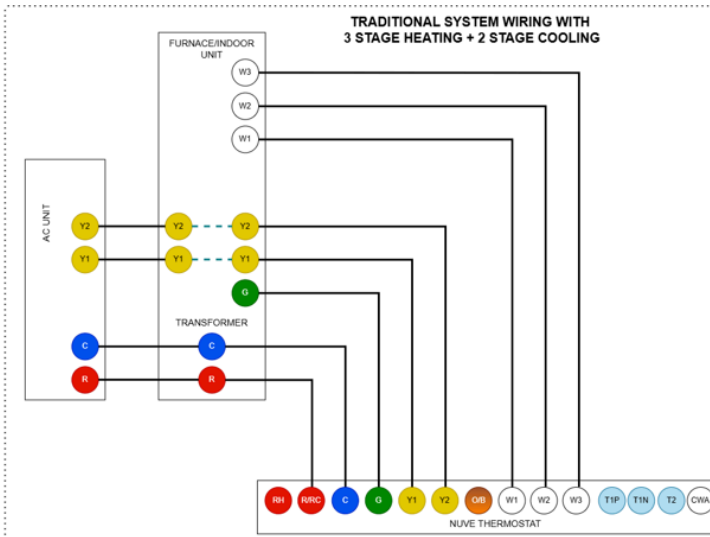 TRADITIONAL SYSTEM WIRING WITH
3 STAGE HEATING + 2 STAGE COOLING
FURNACE/INDOOR
UNIT
W3
W2
W1
AC UNIT
Y2 Y2 Y2
Y1 Y1 Y1
G
TRANSFORMER
C C
R R
RH R/RC C G Y1 Y2 O/B W1 W2 W3 T1P T1N T2 CWA
NUVE THERMOSTAT